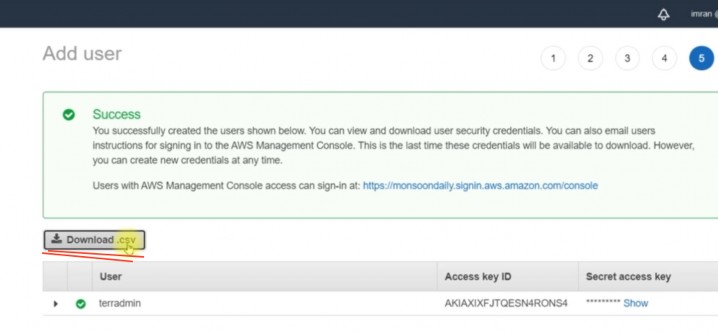 imran @
Add user
1 2 3 4 5
Success
You successfully created the users shown below. You can view and download user security credentials. You can also email users
instructions for signing in to the AWS Management Console. This is the last time these credentials will be available to download. However,
you can create new credentials at any time.
Users with AWS Management Console access can sign-in at: https://monsoondaily.signin.aws.amazon.com/console
Download .csv
User Access key ID Secret access key
terradmin AKIAXIXFJTQESN4RONS4 ********* Show